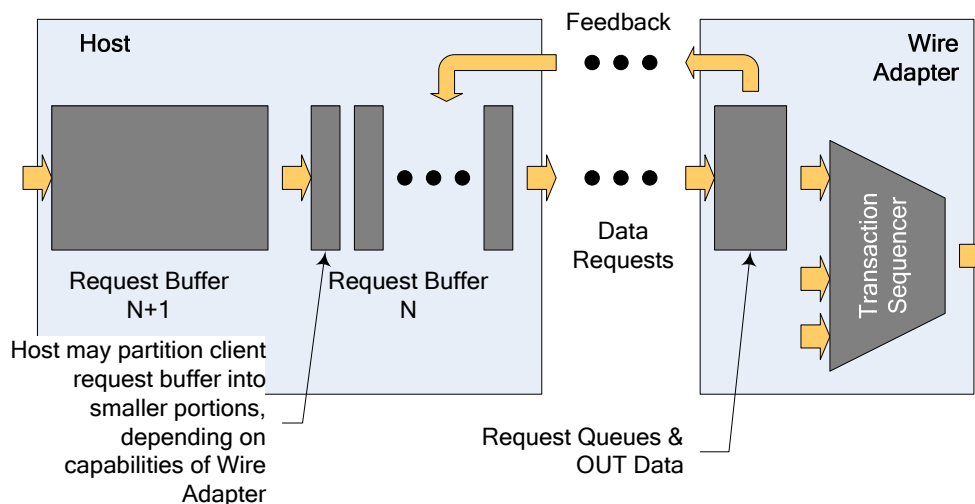 Host
Feedback
Wire
Adapter
Request Buffer
N+1
Request Buffer
N
Data
Requests
Transaction
Sequencer
Host may partition client
request buffer into
smaller portions,
depending on
capabilities of Wire
Adapter
Request Queues &
OUT Data